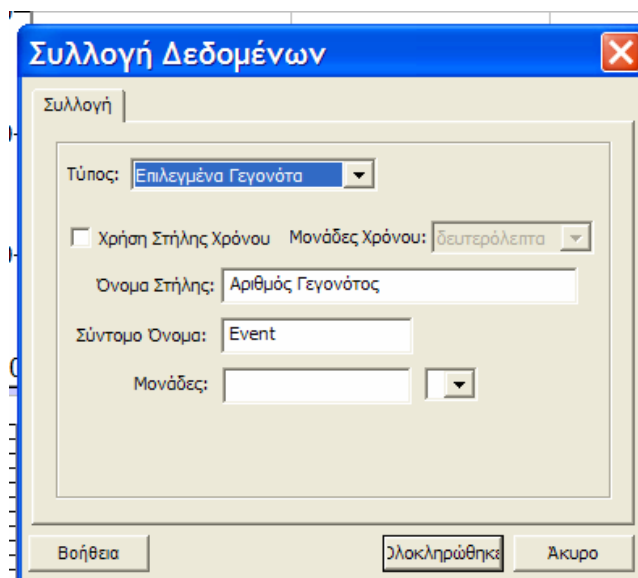 Συλλογή Δεδομένων
Συλλογή
Τύπος: Επιλεγμένα Γεγονότα
Χρήση Στήλης Χρόνου Μονάδες Χρόνου: δευτερόλεπτα
Όνομα Στήλης: Αριθμός Γεγονότος
Σύντομο Όνομα: Event
Μονάδες:
Βοήθεια Ολοκληρώθηκε Άκυρο